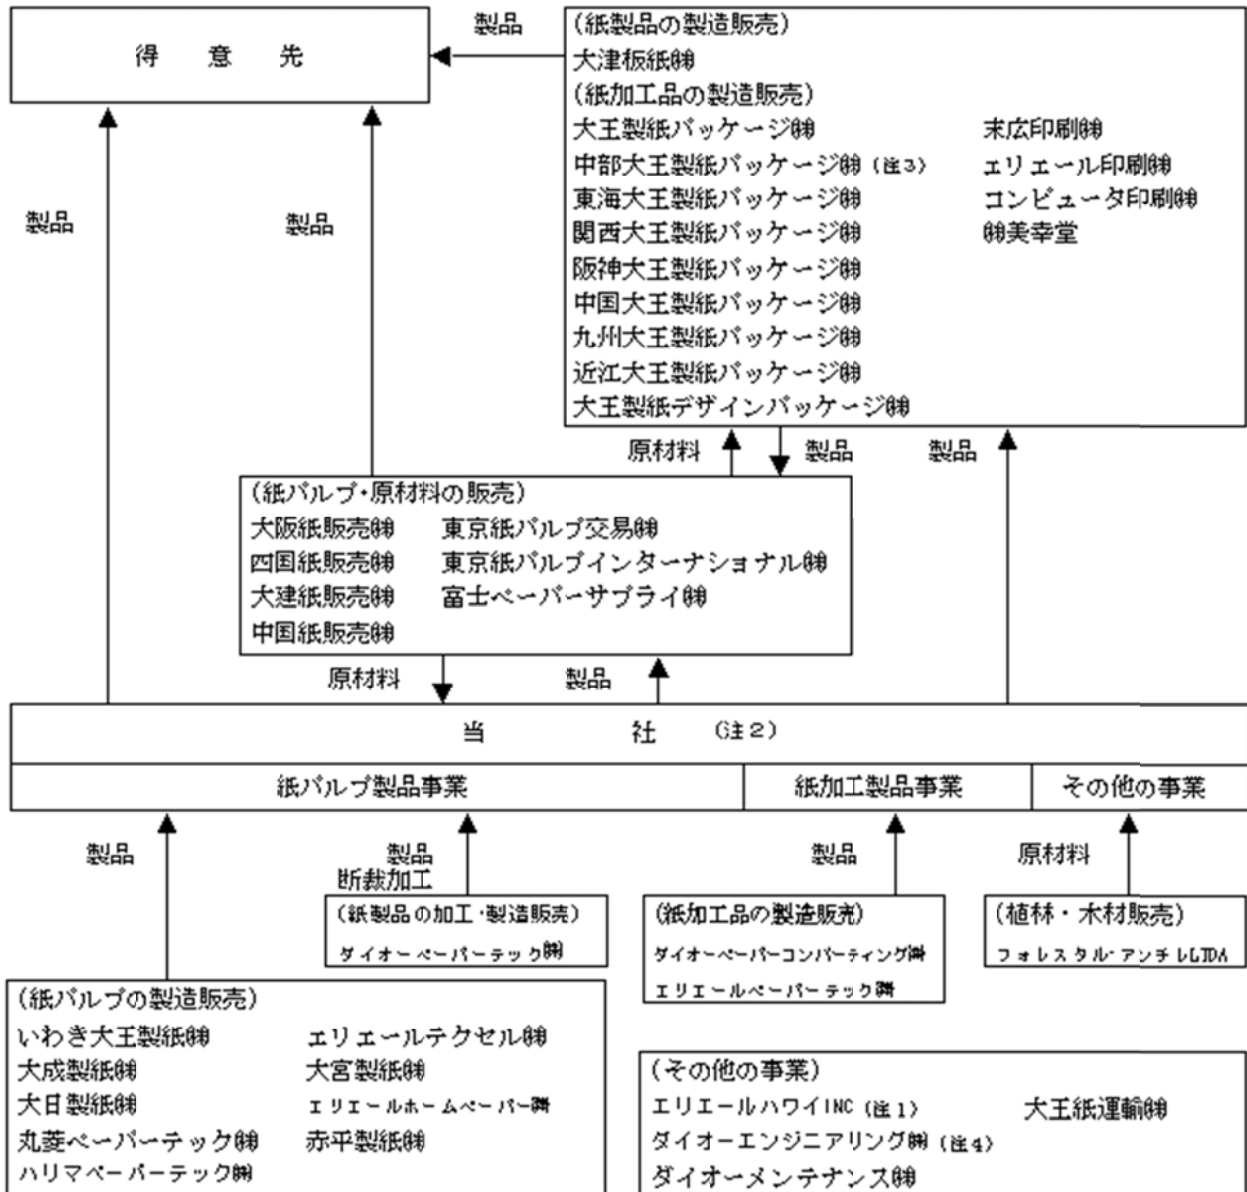 得意先
製品
(紙製品の製造販売)
大津板紙㈱
(紙加工品の製造販売)
大王製紙パッケージ㈱ 末広印刷㈱
中部大王製紙パッケージ㈱(注3) エリエール印刷㈱
東海大王製紙パッケージ㈱ コンピュータ印刷㈱
関西大王製紙パッケージ㈱ ㈱美幸堂
阪神大王製紙パッケージ㈱
中国大王製紙パッケージ㈱
九州大王製紙パッケージ㈱
近江大王製紙パッケージ㈱
大王製紙デザインパッケージ㈱
製品 製品
原材料 製品 製品
(紙パルプ・原材料の販売)
大阪紙販売㈱ 東京紙パルプ交易㈱
四国紙販売㈱ 東京紙パルプインターナショナル㈱
大建紙販売㈱ 富士ペーパーサプライ㈱
中国紙販売㈱
原材料 製品
当社 (注2)
紙パルプ製品事業 紙加工製品事業 その他の事業
製品 製品 製品 原材料
断裁加工
(紙製品の加工・製造販売)
ダイオーペーパーテック㈱
(紙加工品の製造販売)
ダイオーペーパーコンバーティング㈱
エリエールペーパーテック㈱
(植林・木材販売)
フォレスタル・アンチレLTDA
(紙パルプの製造販売)
いわき大王製紙㈱ エリエールテクセル㈱
大成製紙㈱ 大宮製紙㈱
大日製紙㈱ エリエールホームペーパー㈱
丸菱ペーパーテック㈱ 赤平製紙㈱
ハリマペーパーテック㈱
(その他の事業)
エリエールハワイINC(注1) 大王紙運輸㈱
ダイオーエンジニアリング㈱(注4)
ダイオーメンテナンス㈱